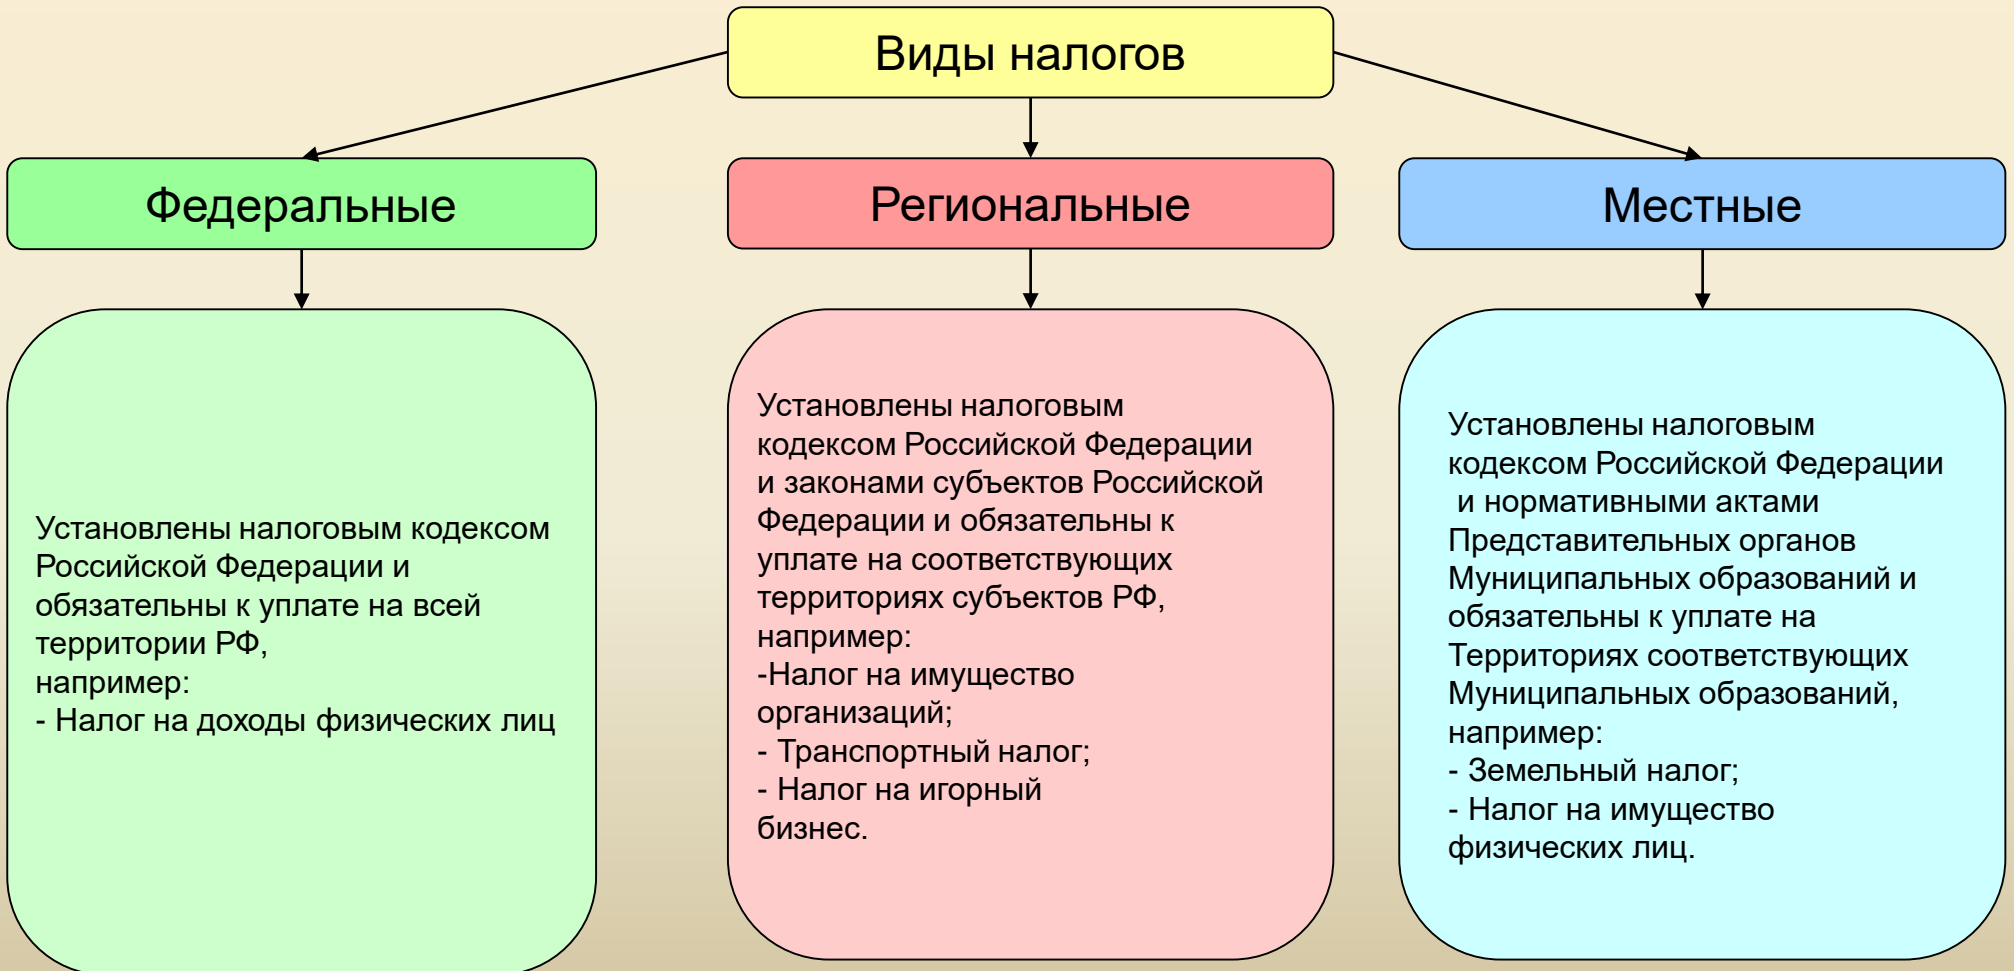 Виды налогов
Федеральные
Региональные
Местные
Установлены налоговым кодексом
Российской Федерации и
обязательны к уплате на всей
территории РФ,
например:
- Налог на доходы физических лиц
Установлены налоговым
кодексом Российской Федерации
и законами субъектов Российской
Федерации и обязательны к
уплате на соответствующих
территориях субъектов РФ,
например:
-Налог на имущество
организаций;
- Транспортный налог;
- Налог на игорный
бизнес.
Установлены налоговым
кодексом Российской Федерации
и нормативными актами
Представительных органов
Муниципальных образований и
обязательны к уплате на
Территориях соответствующих
Муниципальных образований,
например:
- Земельный налог;
- Налог на имущество
физических лиц.